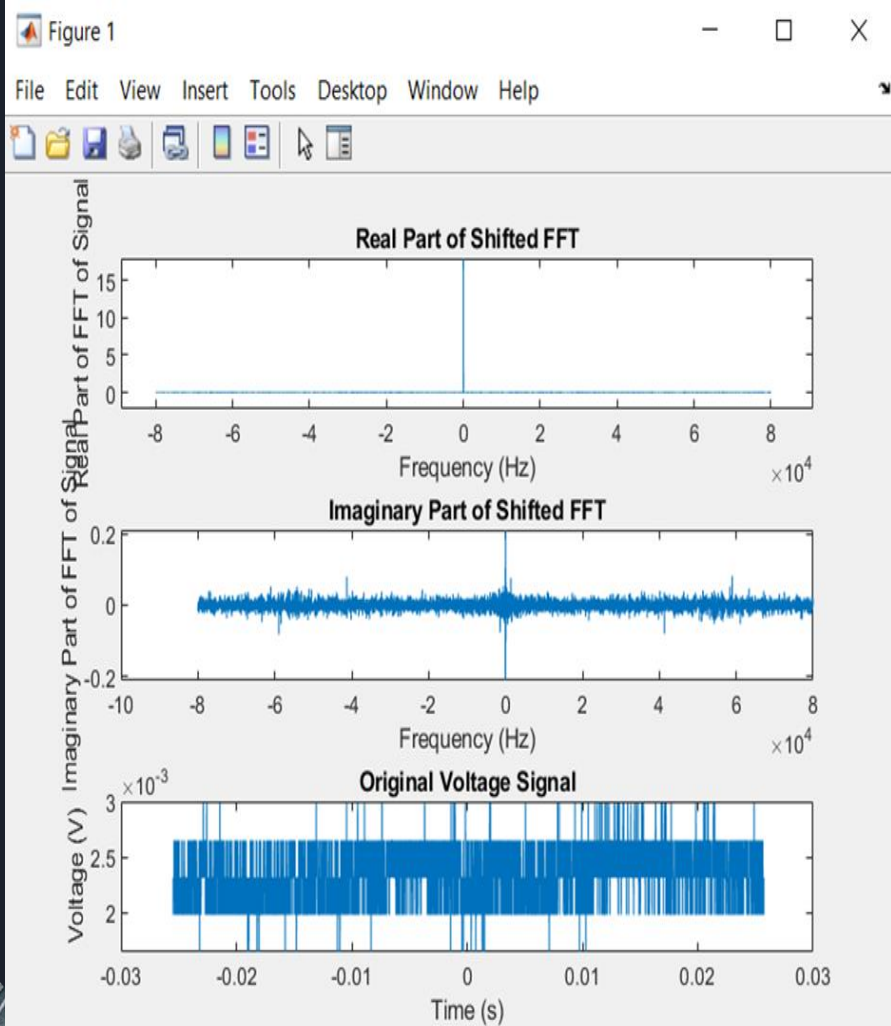 Figure 1
File Edit View Insert Tools Desktop Window Help
Real Part of Shifted FFT
Real Part of FFT of Signal
15
10
5
0
-8 -6 -4 -2 0 2 4 6 8
Frequency (Hz)
×10⁴
Imaginary Part of Shifted FFT
Imaginary Part of FFT of Signal
0.2
0
-0.2
-10 -8 -6 -4 -2 0 2 4 6 8
Frequency (Hz)
×10⁴
Original Voltage Signal
×10⁻³
Voltage (V)
3
2.5
2
-0.03 -0.02 -0.01 0 0.01 0.02 0.03
Time (s)